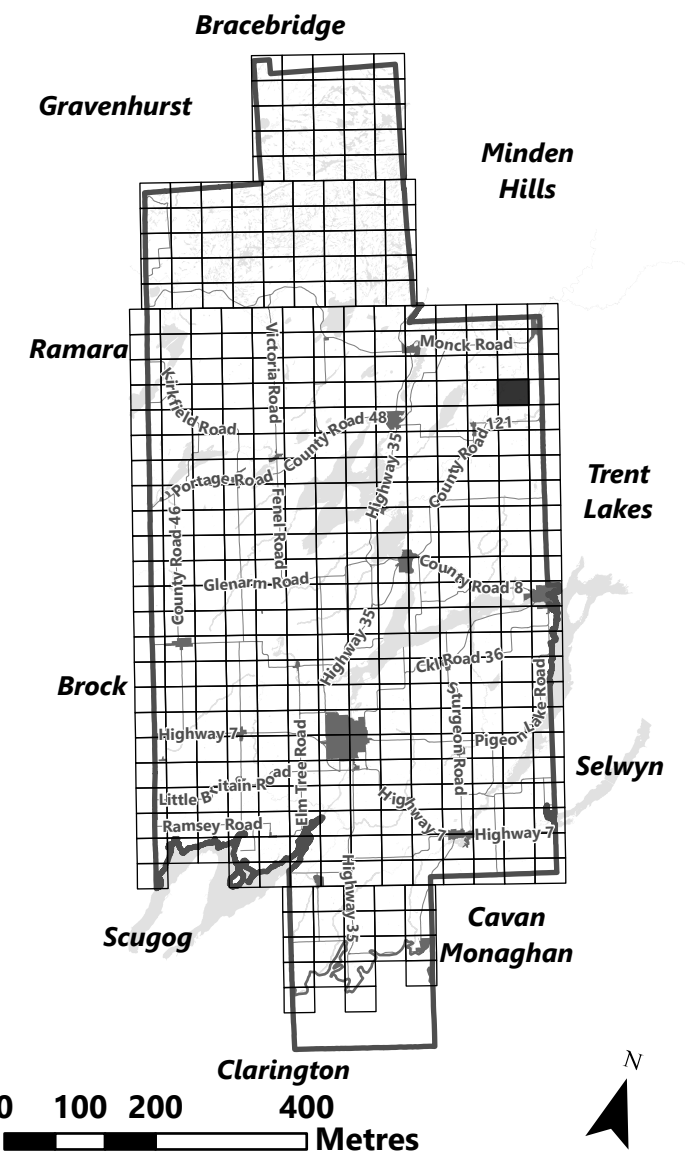 Bracebridge
Gravenhurst
Minden
Hills
Ramara
Monck Road
Victoria Road
Kirkfield Road
County Road 48
County Road 121
Highway 35
Portage Road
Trent
Lakes
County Road 46
Fenel Road
County Road 8
Glenarm Road
Highway 35
Ckl Road 36
Brock
Sturgeon Road
Pigeon Lake Road
Highway 7
Elm Tree Road
Selwyn
Little Britain Road
Highway 7
Ramsey Road
Highway 7
Highway 35
Scugog
Cavan
Monaghan
Clarington
N
0 100 200 400
Metres